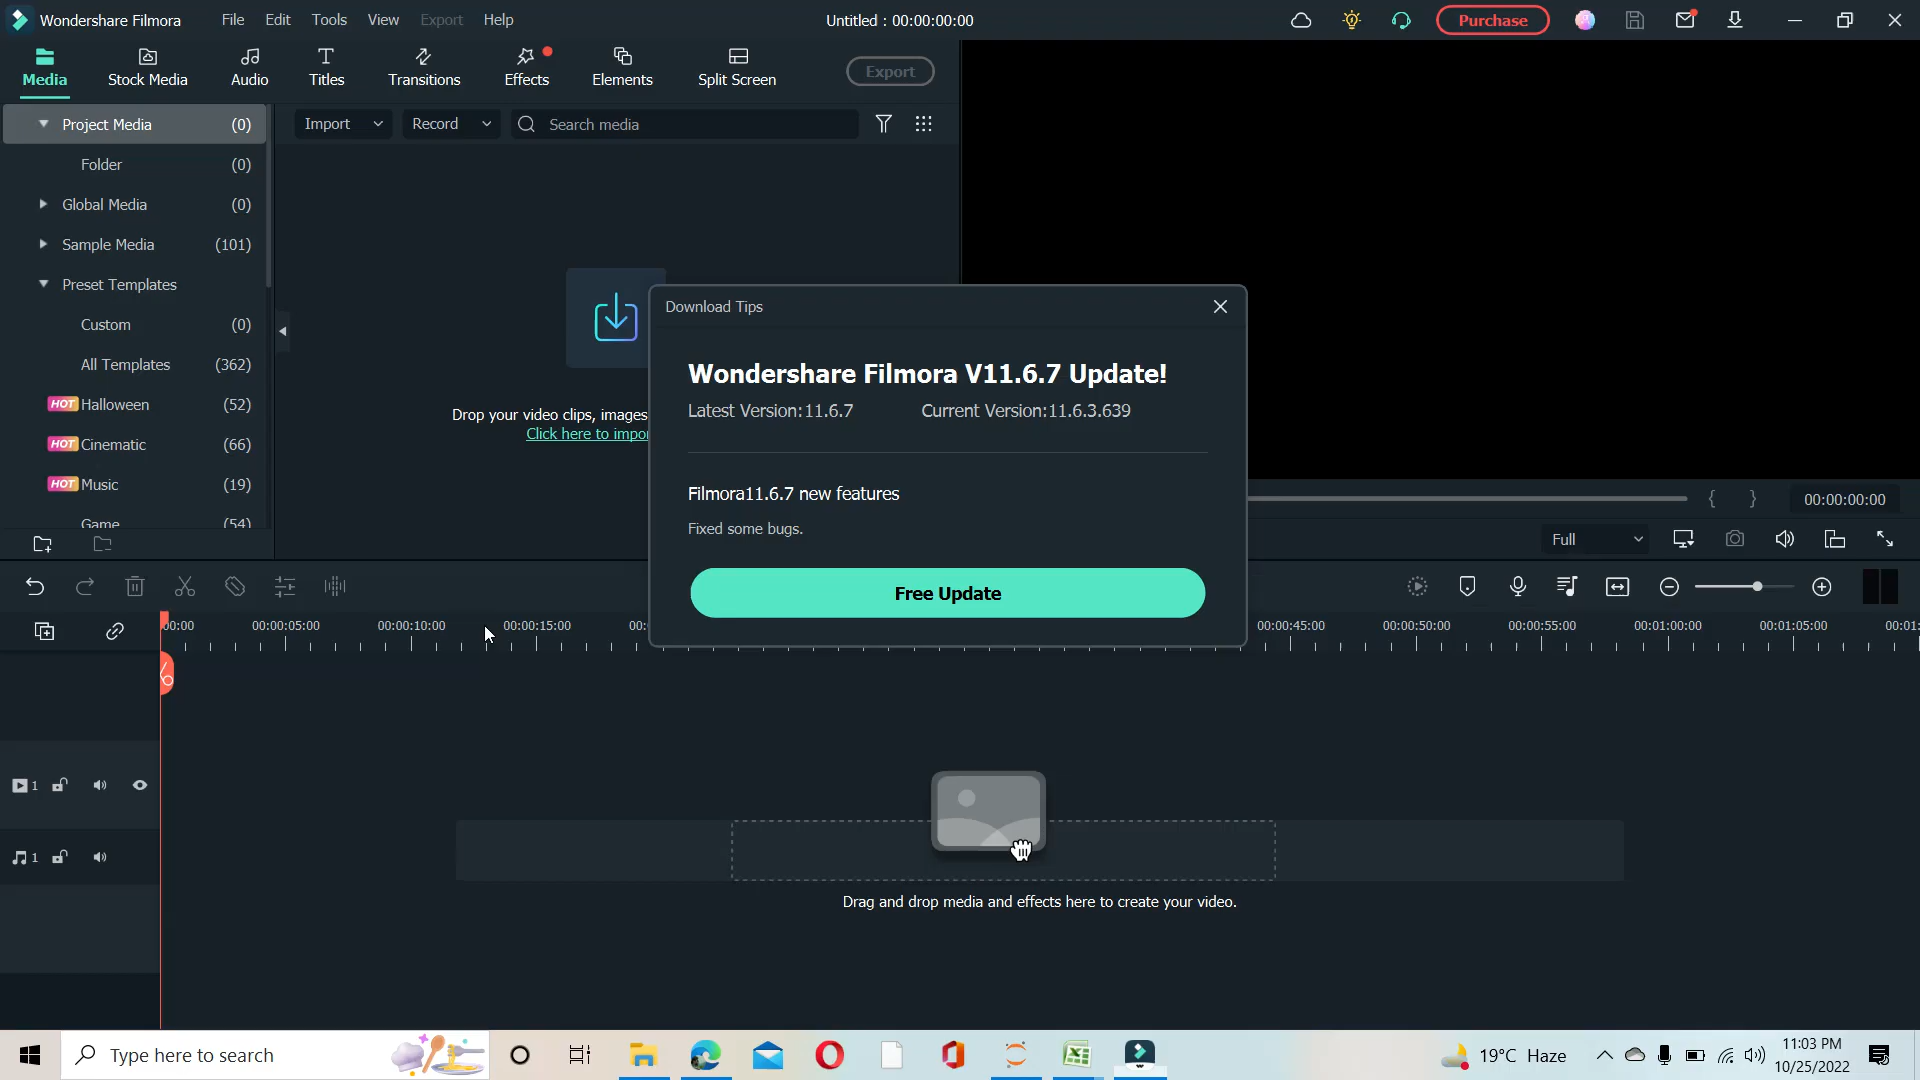 Wondershare Filmora File Edit Tools View Export Help Untitled : 00:00:00:00 Purchase
Media Stock Media Audio Titles Transitions Effects Elements Split Screen Export
Project Media (0)
Folder (0)
Global Media (0)
Sample Media (101)
Preset Templates
Custom (0)
All Templates (362)
HOT Halloween (52)
HOT Cinematic (66)
HOT Music (19)
Game (54)
Import Record Search media
Drop your video clips, images
Click here to impor
Download Tips
Wondershare Filmora V11.6.7 Update!
Latest Version:11.6.7 Current Version:11.6.3.639
Filmora11.6.7 new features
Fixed some bugs.
Free Update
{ } 00:00:00:00
Full
00:00 00:00:05:00 00:00:10:00 00:00:15:00 00: 00:00:45:00 00:00:50:00 00:00:55:00 00:01:00:00 00:01:05:00 00:01:
1
1
Drag and drop media and effects here to create your video.
Type here to search 19°C Haze 11:03 PM
10/25/2022